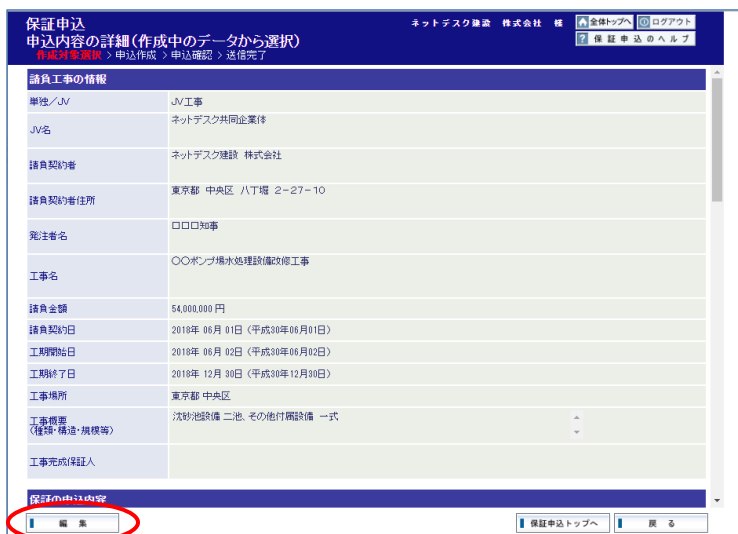 保証申込
申込内容の詳細(作成中のデータから選択)
作成対象選択 > 申込作成 > 申込確認 > 送信完了
ネットデスク建設 株式会社 様
全体トップへ
ログアウト
保証申込のヘルプ
請負工事の情報
単独/JV JV工事
JV名 ネットデスク共同企業体
請負契約者 ネットデスク建設 株式会社
請負契約者住所 東京都 中央区 八丁堀 2-27-10
発注者名 □□□知事
工事名 〇〇ポンプ場水処理設備改修工事
請負金額 54,000,000 円
請負契約日 2018年 06月 01日 (平成30年06月01日)
工期開始日 2018年 06月 02日 (平成30年06月02日)
工期終了日 2018年 12月 30日 (平成30年12月30日)
工事場所 東京都 中央区
工事概要
(種類・構造・規模等) 沈砂池設備 二池、その他付属設備 一式
工事完成保証人
保証の申込内容
編集
保証申込トップへ
戻る